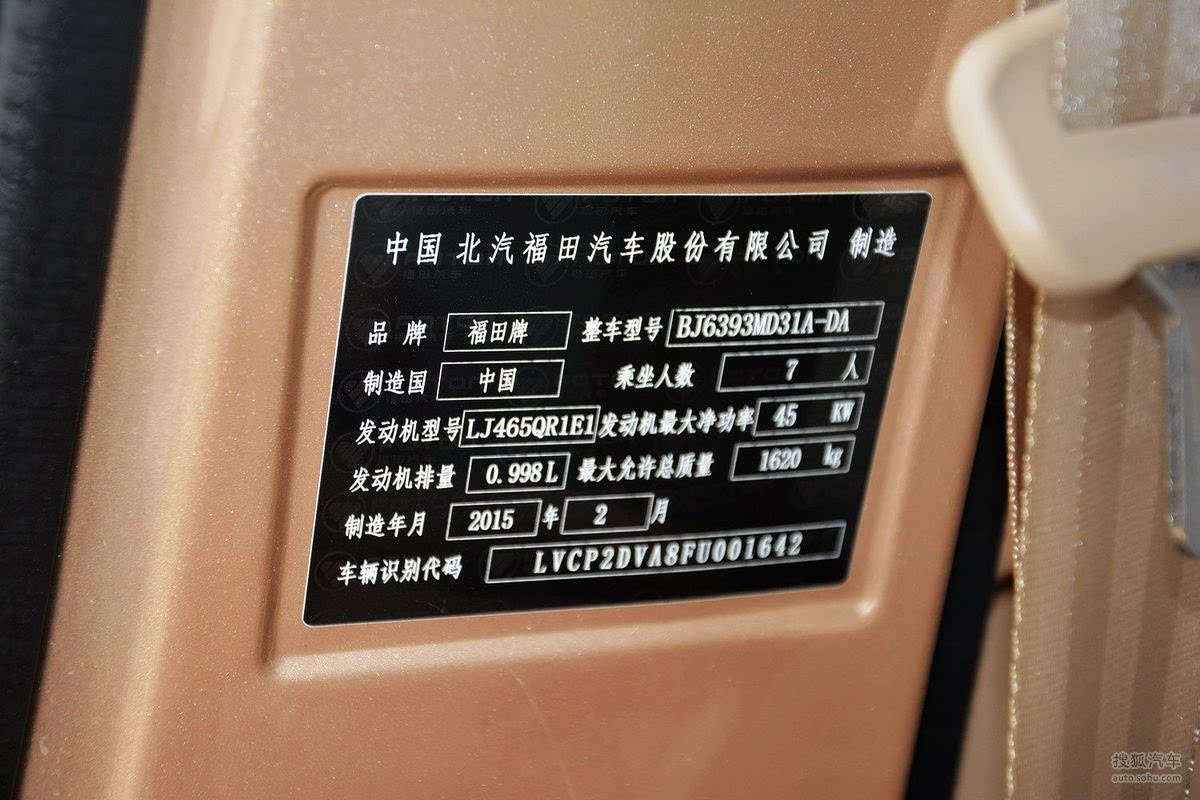 中国 北汽福田汽车股份有限公司 制造
品 牌 福田牌 整车型号 BJ6393MD31A-DA
制造国 中国 乘坐人数 7 人
发动机型号 LJ465QR1E1 发动机最大净功率 45 KW
发动机排量 0.998L 最大允许总质量 1620 kg
制造年月 2015 年 2 月
车辆识别代码 LVCP2DVA8FU001642
搜狐汽车
auto.sohu.com